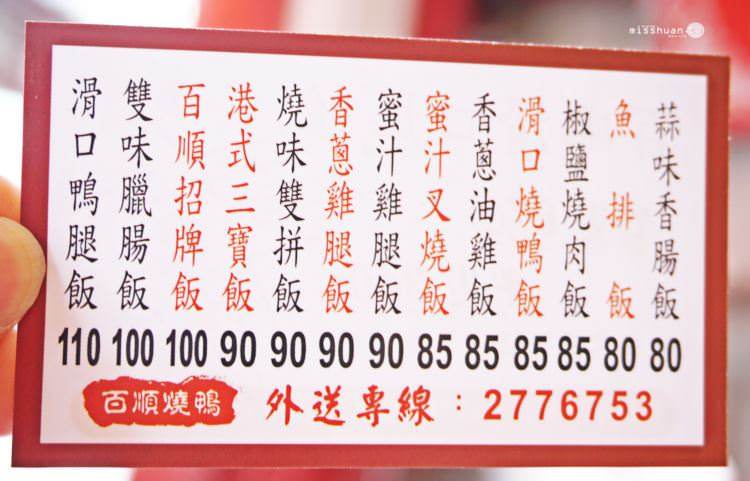 misshuan
蒜味香腸飯 80
魚排飯 80
椒鹽燒肉飯 85
滑口燒鴨飯 85
香蔥油雞飯 85
蜜汁叉燒飯 85
蜜汁雞腿飯 90
香蔥雞腿飯 90
燒味雙拼飯 90
港式三寶飯 90
百順招牌飯 100
雙味臘腸飯 100
滑口鴨腿飯 110
百順燒鴨 外送專線：2776753